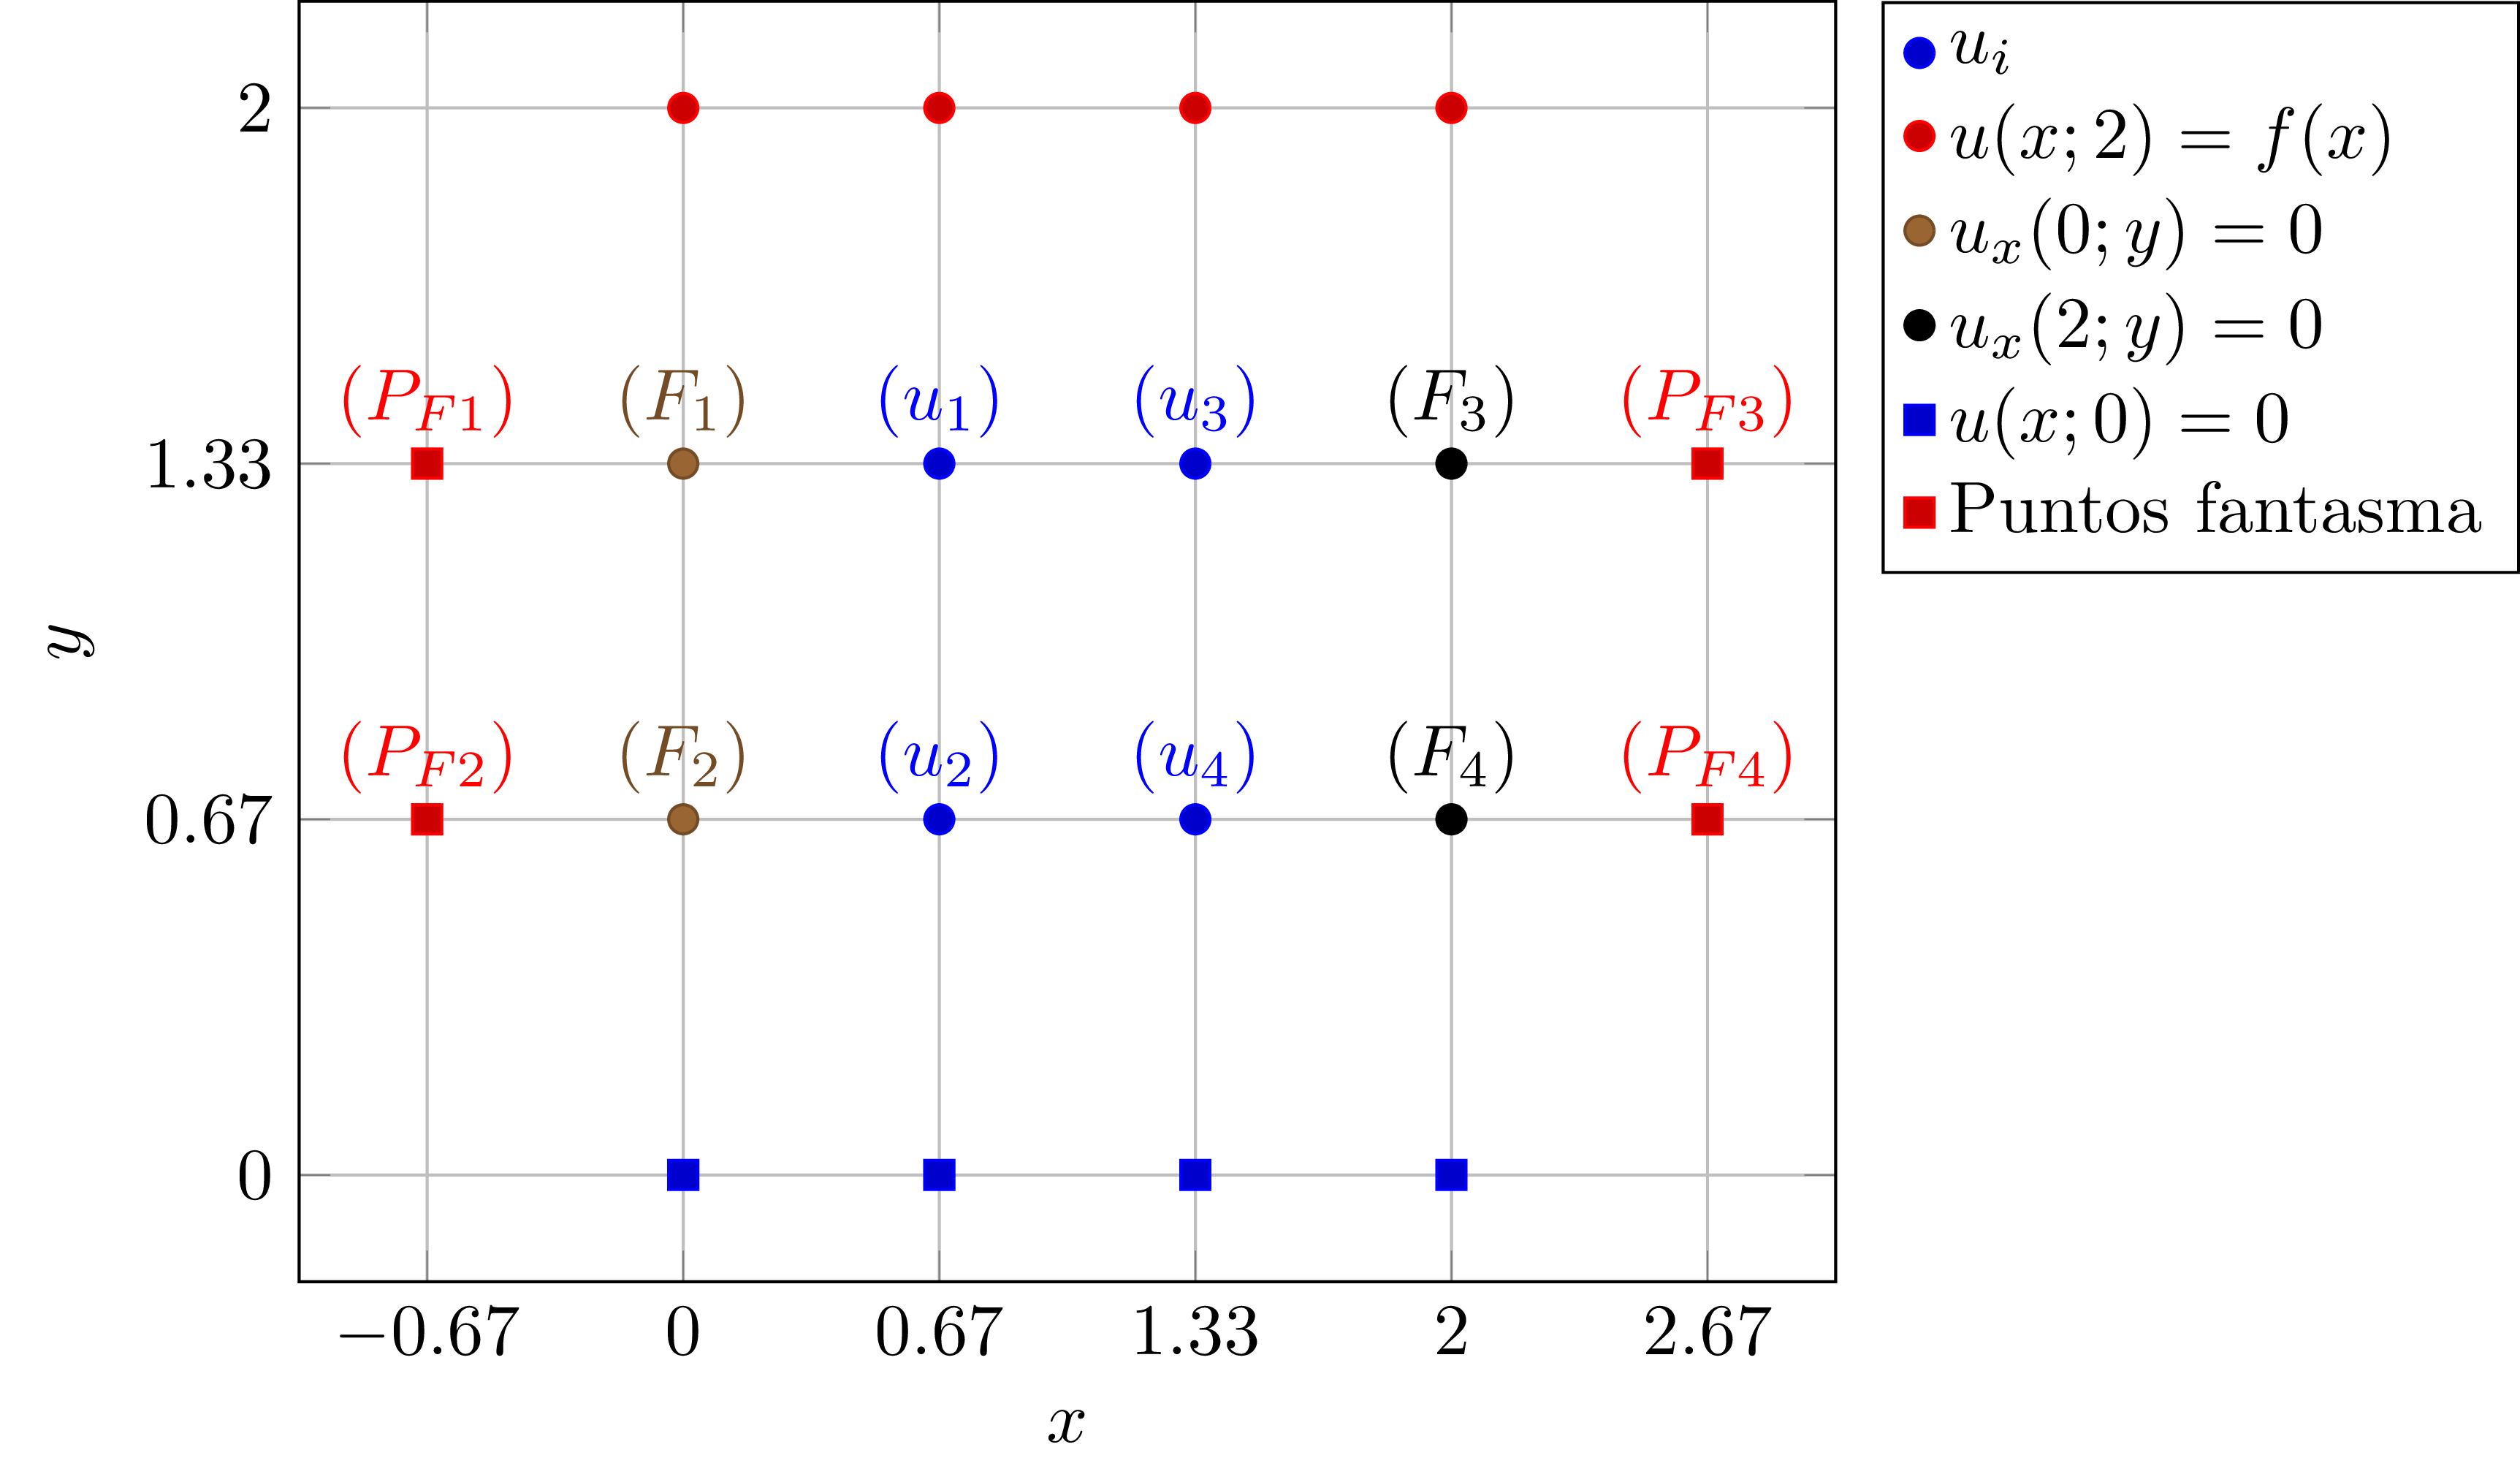 2
1.33
0.67
0
y
(P_{F1}) (F_1) (u_1) (u_3) (F_3) (P_{F3})
(P_{F2}) (F_2) (u_2) (u_4) (F_4) (P_{F4})
−0.67 0 0.67 1.33 2 2.67
x
u_i
u(x; 2) = f(x)
u_x(0; y) = 0
u_x(2; y) = 0
u(x; 0) = 0
Puntos fantasma